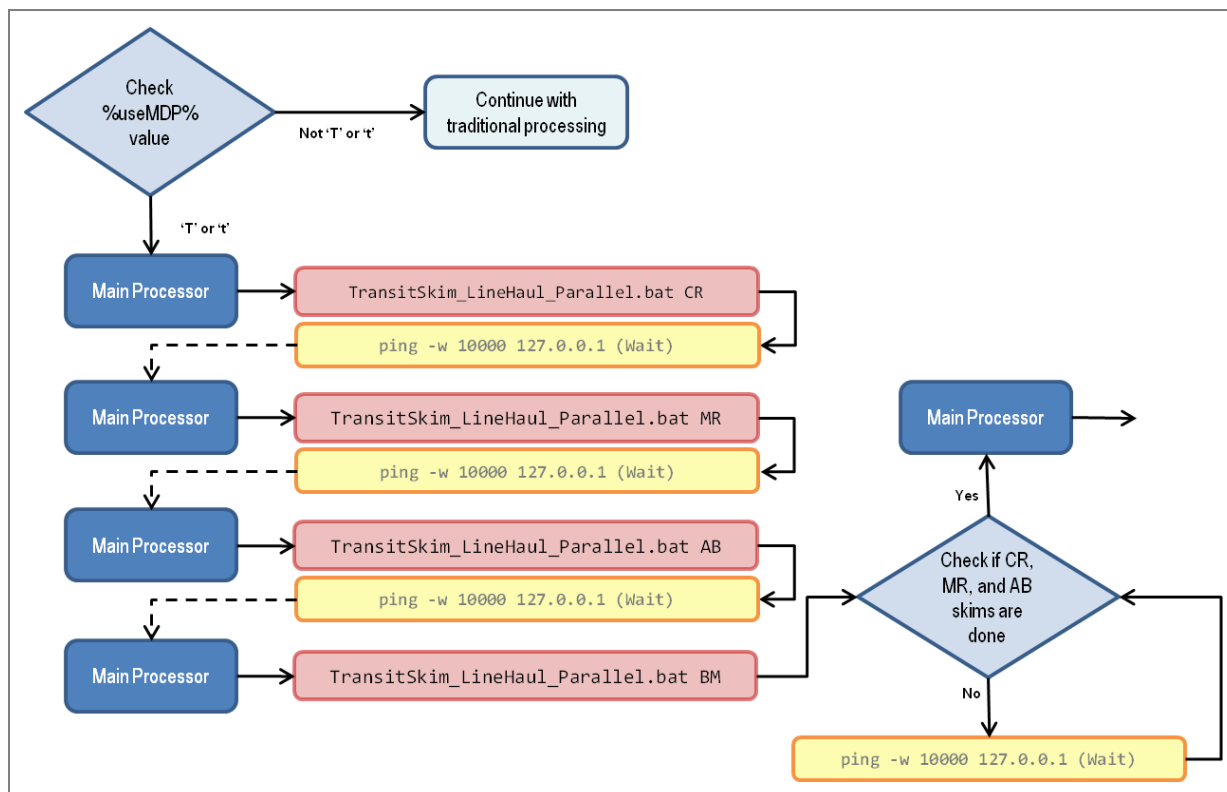 Check
%useMDP%
value
Not ‘T’ or ‘t’
Continue with
traditional processing
‘T’ or ‘t’
Main Processor
TransitSkim_LineHaul_Parallel.bat CR
ping -w 10000 127.0.0.1 (Wait)
Main Processor
TransitSkim_LineHaul_Parallel.bat MR
ping -w 10000 127.0.0.1 (Wait)
Main Processor
TransitSkim_LineHaul_Parallel.bat AB
ping -w 10000 127.0.0.1 (Wait)
Main Processor
TransitSkim_LineHaul_Parallel.bat BM
Check if CR,
MR, and AB
skims are
done
Yes
Main Processor
No
ping -w 10000 127.0.0.1 (Wait)